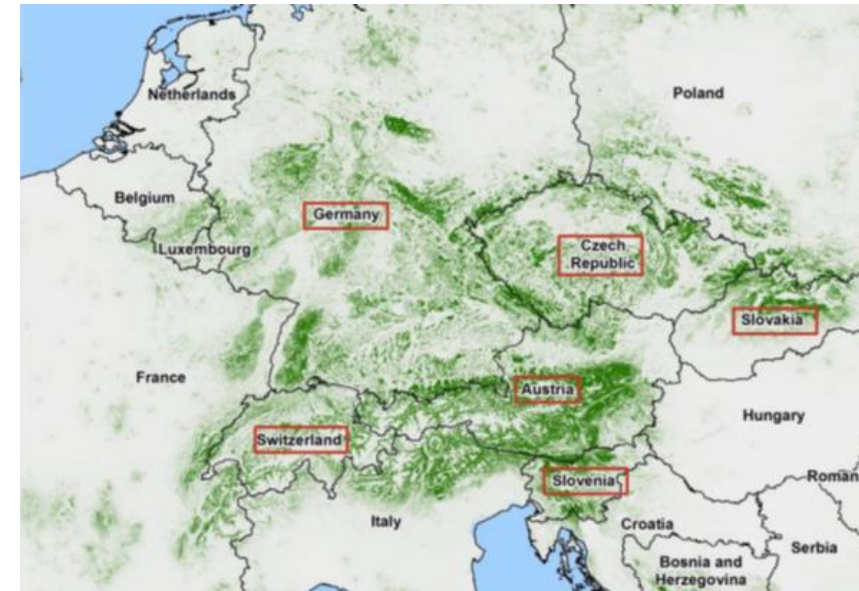 Netherlands
Poland
Belgium
Germany
Luxembourg
Czech
Republic
Slovakia
France
Austria
Hungary
Switzerland
Slovenia
Roman
Italy
Croatia
Serbia
Bosnia and
Herzegovina